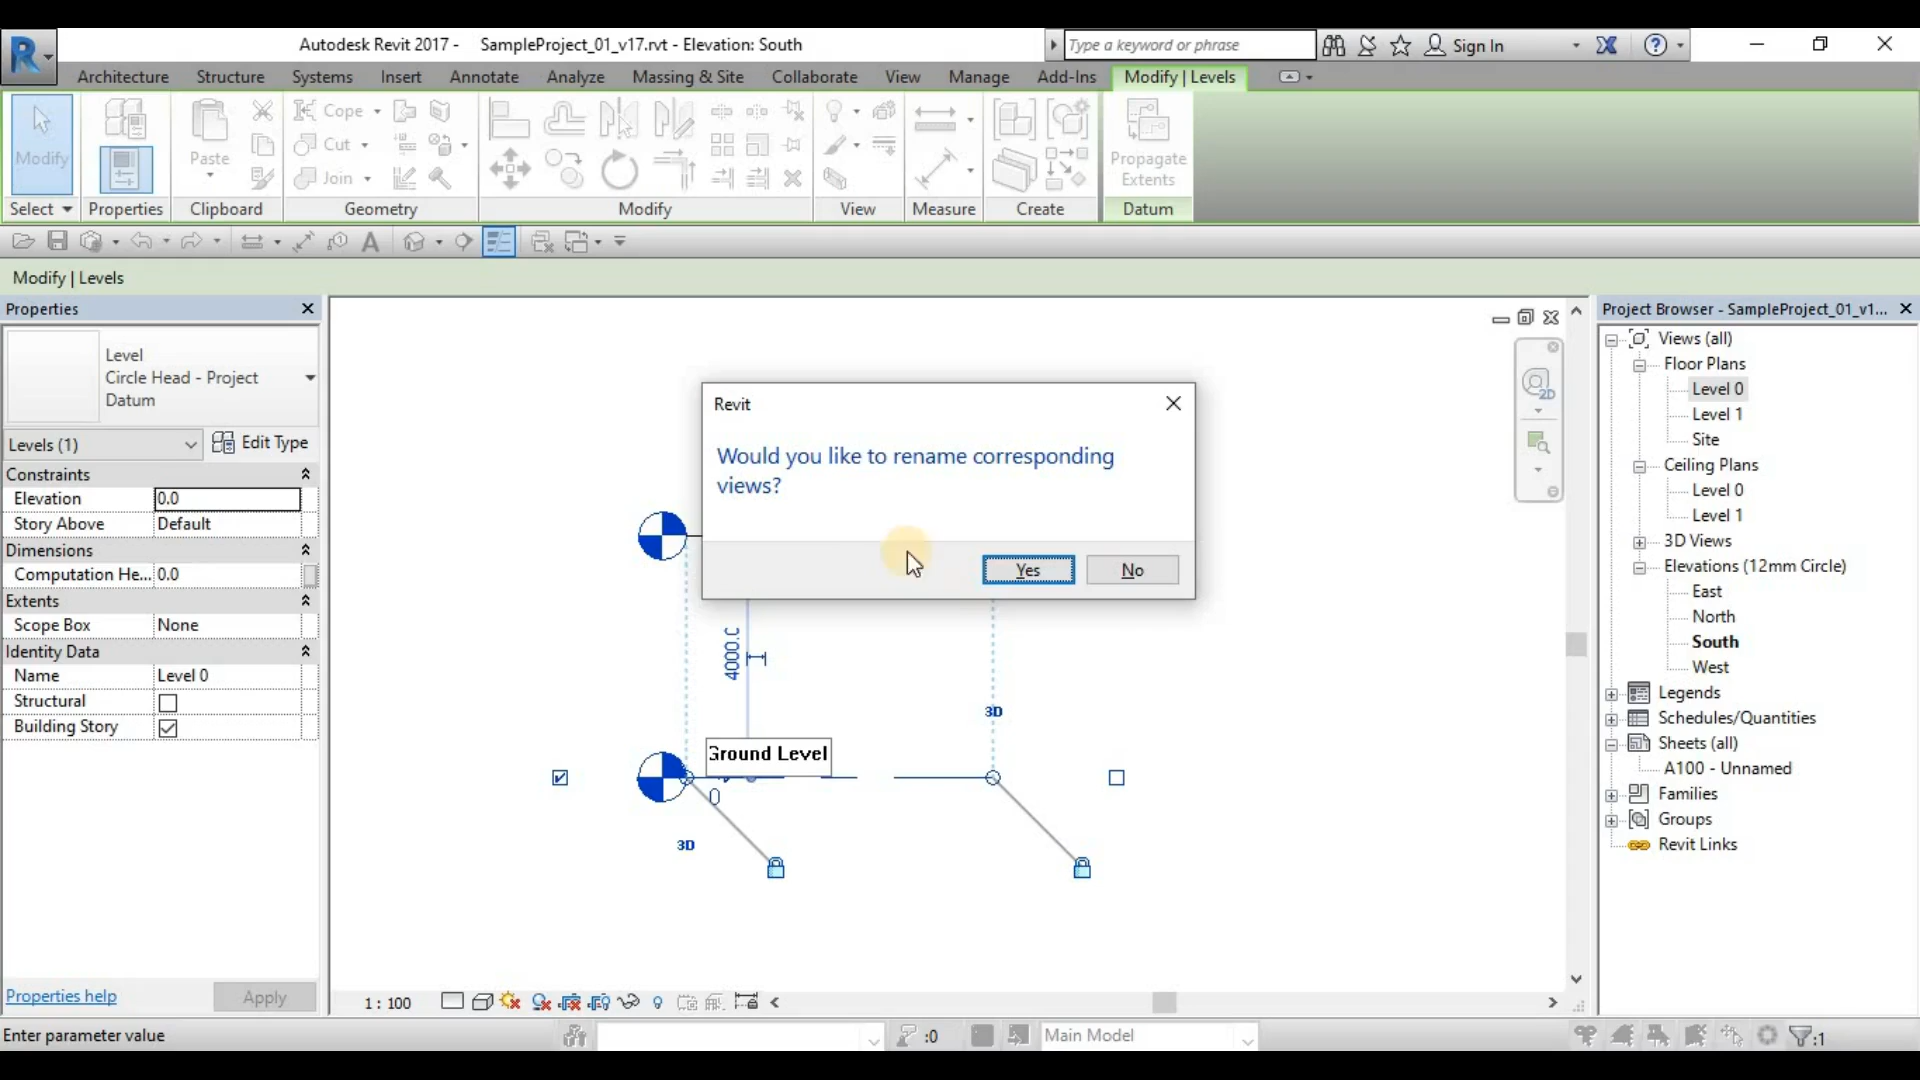 Autodesk Revit 2017 - SampleProject_01_v17.rvt - Elevation: South
Type a keyword or phrase
Sign In
Architecture Structure Systems Insert Annotate Analyze Massing & Site Collaborate View Manage Add-Ins Modify | Levels
Modify
Paste
Cope
Cut
Join
Propagate
Extents
Select Properties Clipboard Geometry Modify View Measure Create Datum
Modify | Levels
Properties
Level
Circle Head - Project
Datum
Levels (1) Edit Type
Constraints
Elevation 0.0
Story Above Default
Dimensions
Computation He... 0.0
Extents
Scope Box None
Identity Data
Name Level 0
Structural
Building Story
Properties help Apply
2D
Revit
Would you like to rename corresponding
views?
Yes No
4000.0
3D
Ground Level
0
3D
1 : 100
Project Browser - SampleProject_01_v1...
Views (all)
Floor Plans
Level 0
Level 1
Site
Ceiling Plans
Level 0
Level 1
3D Views
Elevations (12mm Circle)
East
North
South
West
Legends
Schedules/Quantities
Sheets (all)
A100 - Unnamed
Families
Groups
Revit Links
Enter parameter value
:0
Main Model
:1